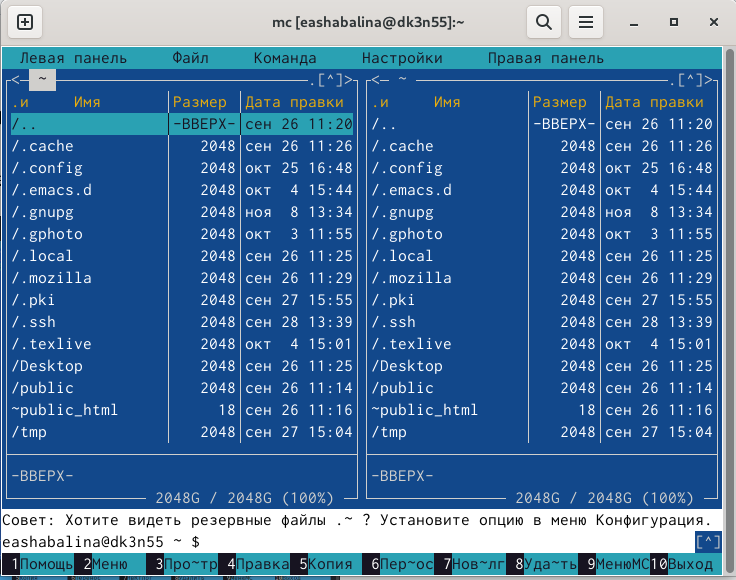 mc [eashabalina@dk3n55]:~
Левая панель Файл Команда Настройки Правая панель
<— ~ .[^]> <— ~ .[^]>
.и Имя Размер Дата правки .и Имя Размер Дата правки
/.. -ВВЕРХ- сен 26 11:20 /.. -ВВЕРХ- сен 26 11:20
/.cache 2048 сен 26 11:26 /.cache 2048 сен 26 11:26
/.config 2048 окт 25 16:48 /.config 2048 окт 25 16:48
/.emacs.d 2048 окт 4 15:44 /.emacs.d 2048 окт 4 15:44
/.gnupg 2048 ноя 8 13:34 /.gnupg 2048 ноя 8 13:34
/.gphoto 2048 окт 3 11:55 /.gphoto 2048 окт 3 11:55
/.local 2048 сен 26 11:25 /.local 2048 сен 26 11:25
/.mozilla 2048 сен 26 11:29 /.mozilla 2048 сен 26 11:29
/.pki 2048 сен 27 15:55 /.pki 2048 сен 27 15:55
/.ssh 2048 сен 28 13:39 /.ssh 2048 сен 28 13:39
/.texlive 2048 окт 4 15:01 /.texlive 2048 окт 4 15:01
/Desktop 2048 сен 26 11:25 /Desktop 2048 сен 26 11:25
/public 2048 сен 26 11:14 /public 2048 сен 26 11:14
~public_html 18 сен 26 11:16 ~public_html 18 сен 26 11:16
/tmp 2048 сен 27 15:04 /tmp 2048 сен 27 15:04
-ВВЕРХ- -ВВЕРХ-
2048G / 2048G (100%) 2048G / 2048G (100%)
Совет: Хотите видеть резервные файлы .~ ? Установите опцию в меню Конфигурация.
eashabalina@dk3n55 ~ $ [^]
1Помощь 2Меню 3Про~тр 4Правка 5Копия 6Пер~ос 7Нов~лг 8Уда~ть 9МенюMC 10Выход